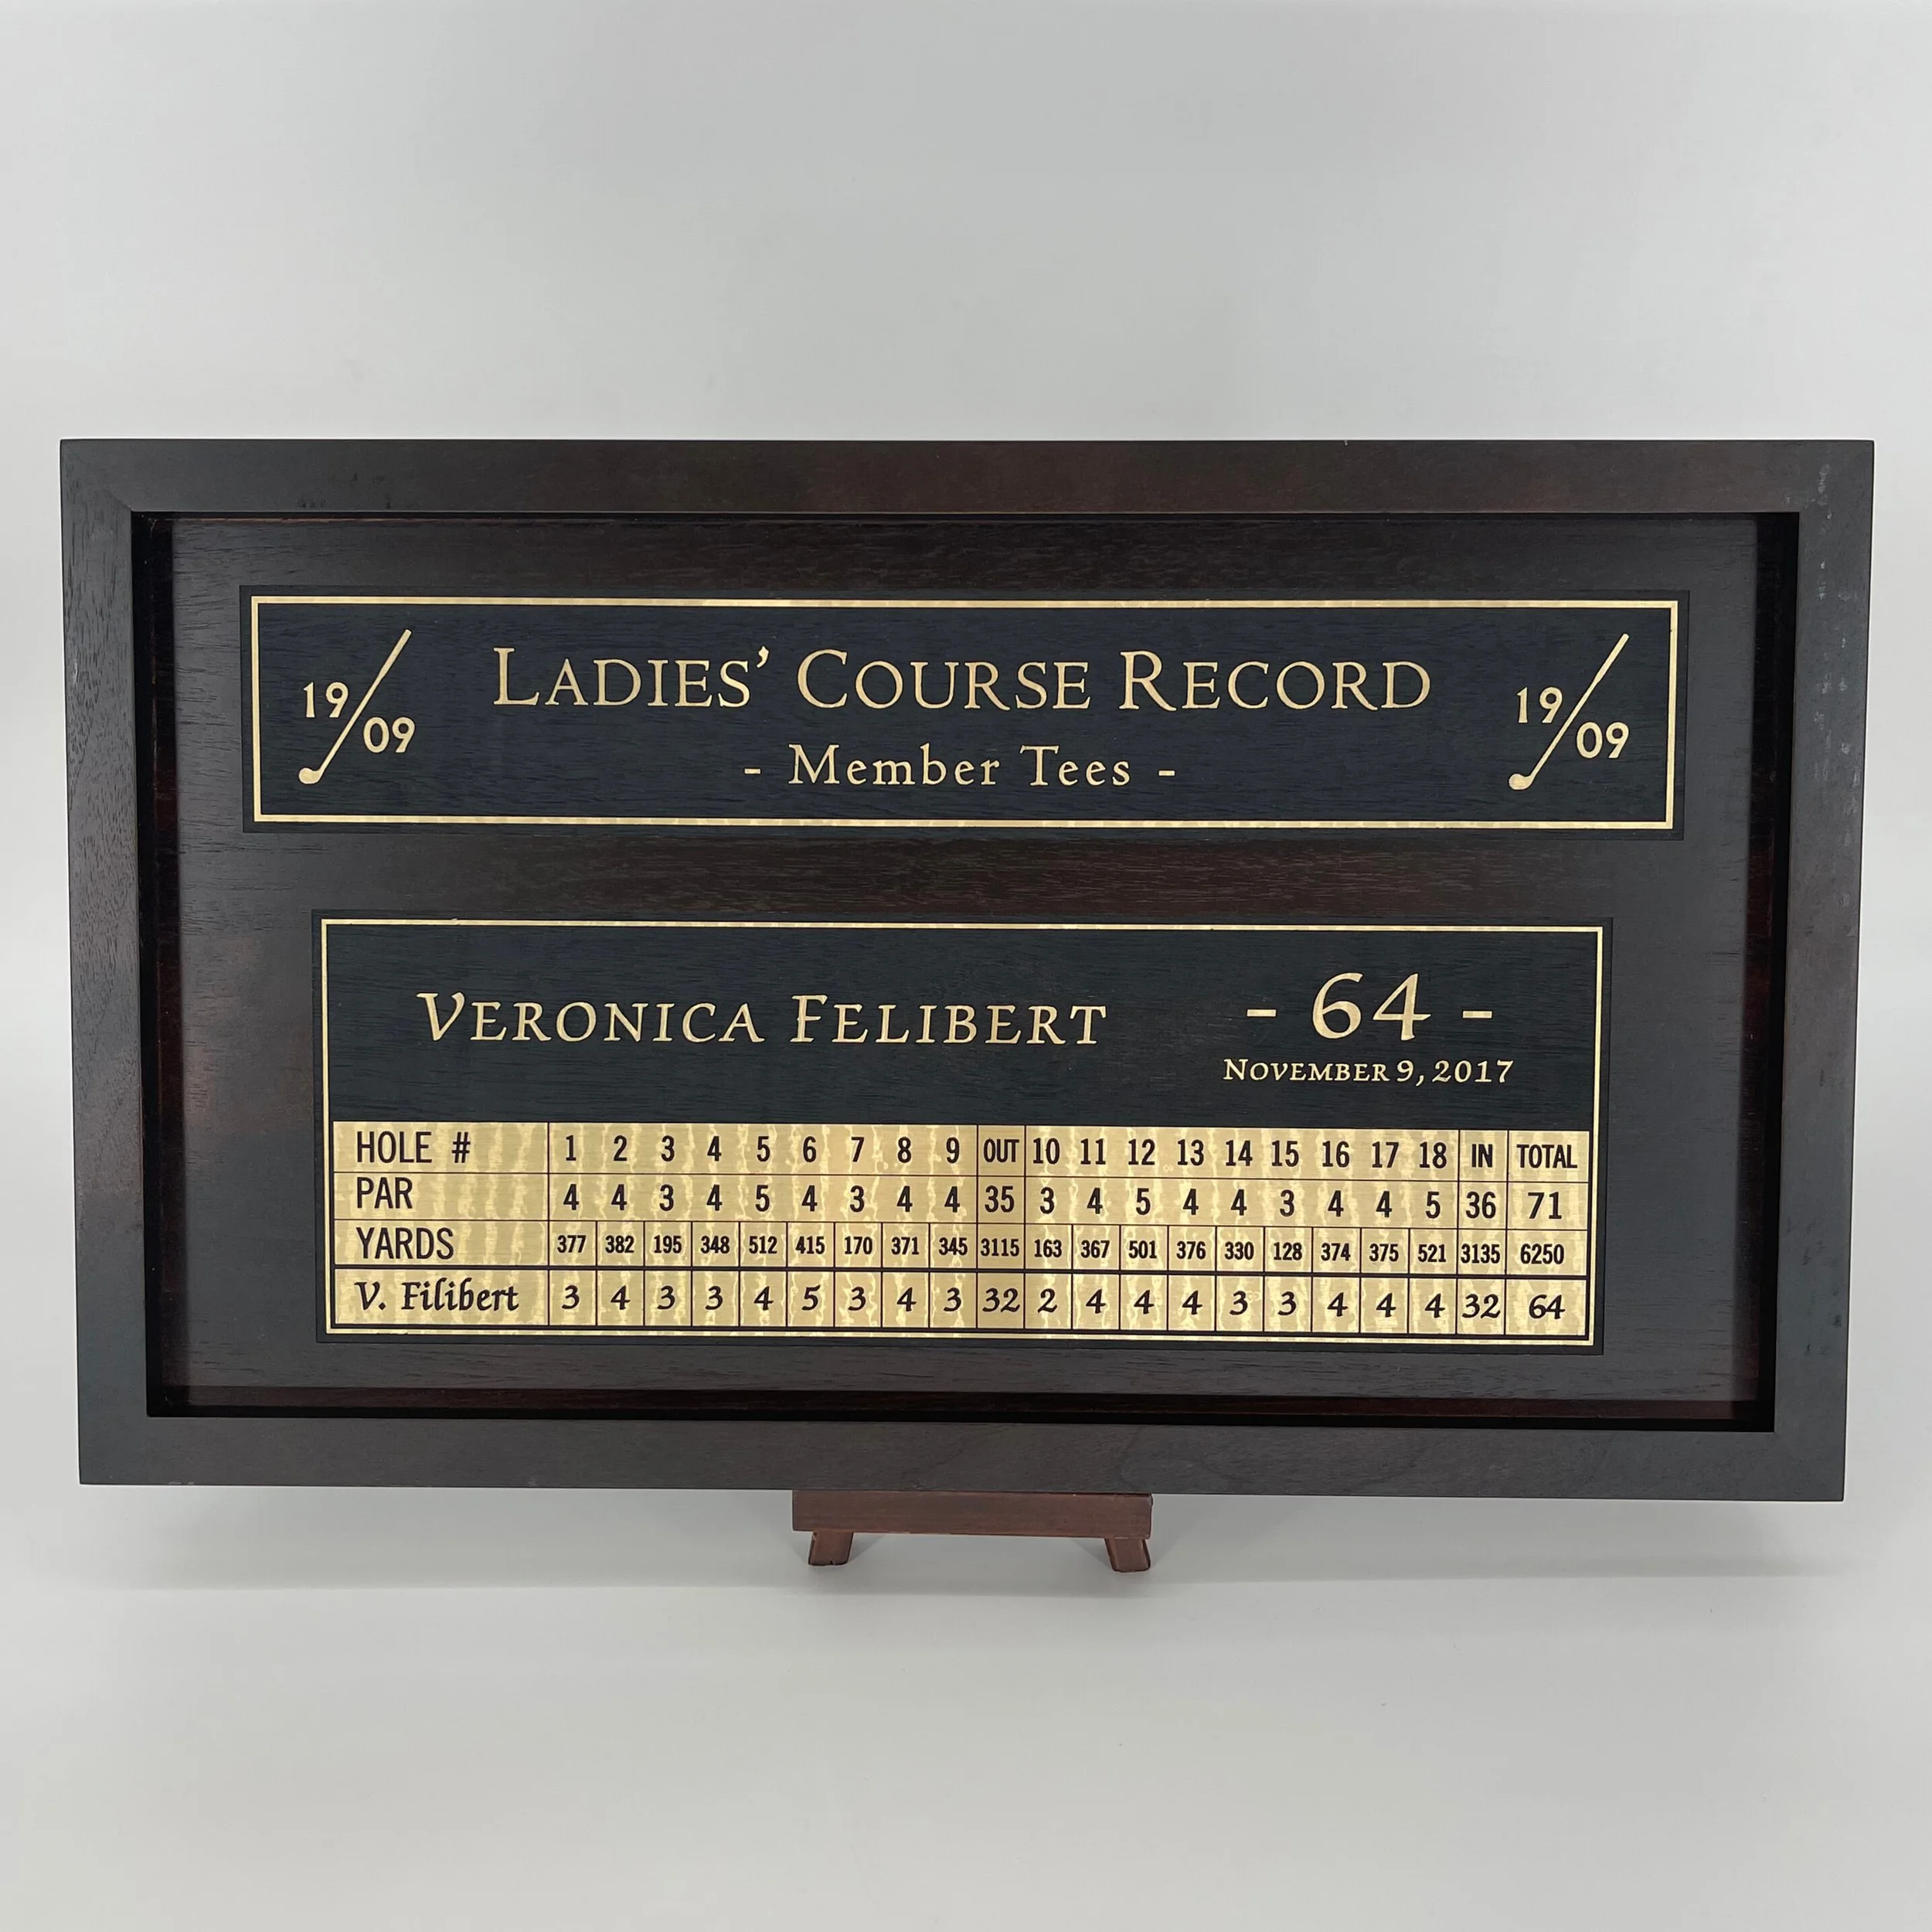 19/09 LADIES' COURSE RECORD 19/09
- Member Tees -
VERONICA FELIBERT - 64 -
NOVEMBER 9, 2017
HOLE # 1 2 3 4 5 6 7 8 9 OUT 10 11 12 13 14 15 16 17 18 IN TOTAL
PAR 4 4 3 4 5 4 3 4 4 35 3 4 5 4 4 3 4 4 5 36 71
YARDS 377 382 195 348 512 415 170 371 345 3115 163 367 501 376 330 128 374 375 521 3135 6250
V. Filibert 3 4 3 3 4 5 3 4 3 32 2 4 4 4 3 3 4 4 4 32 64